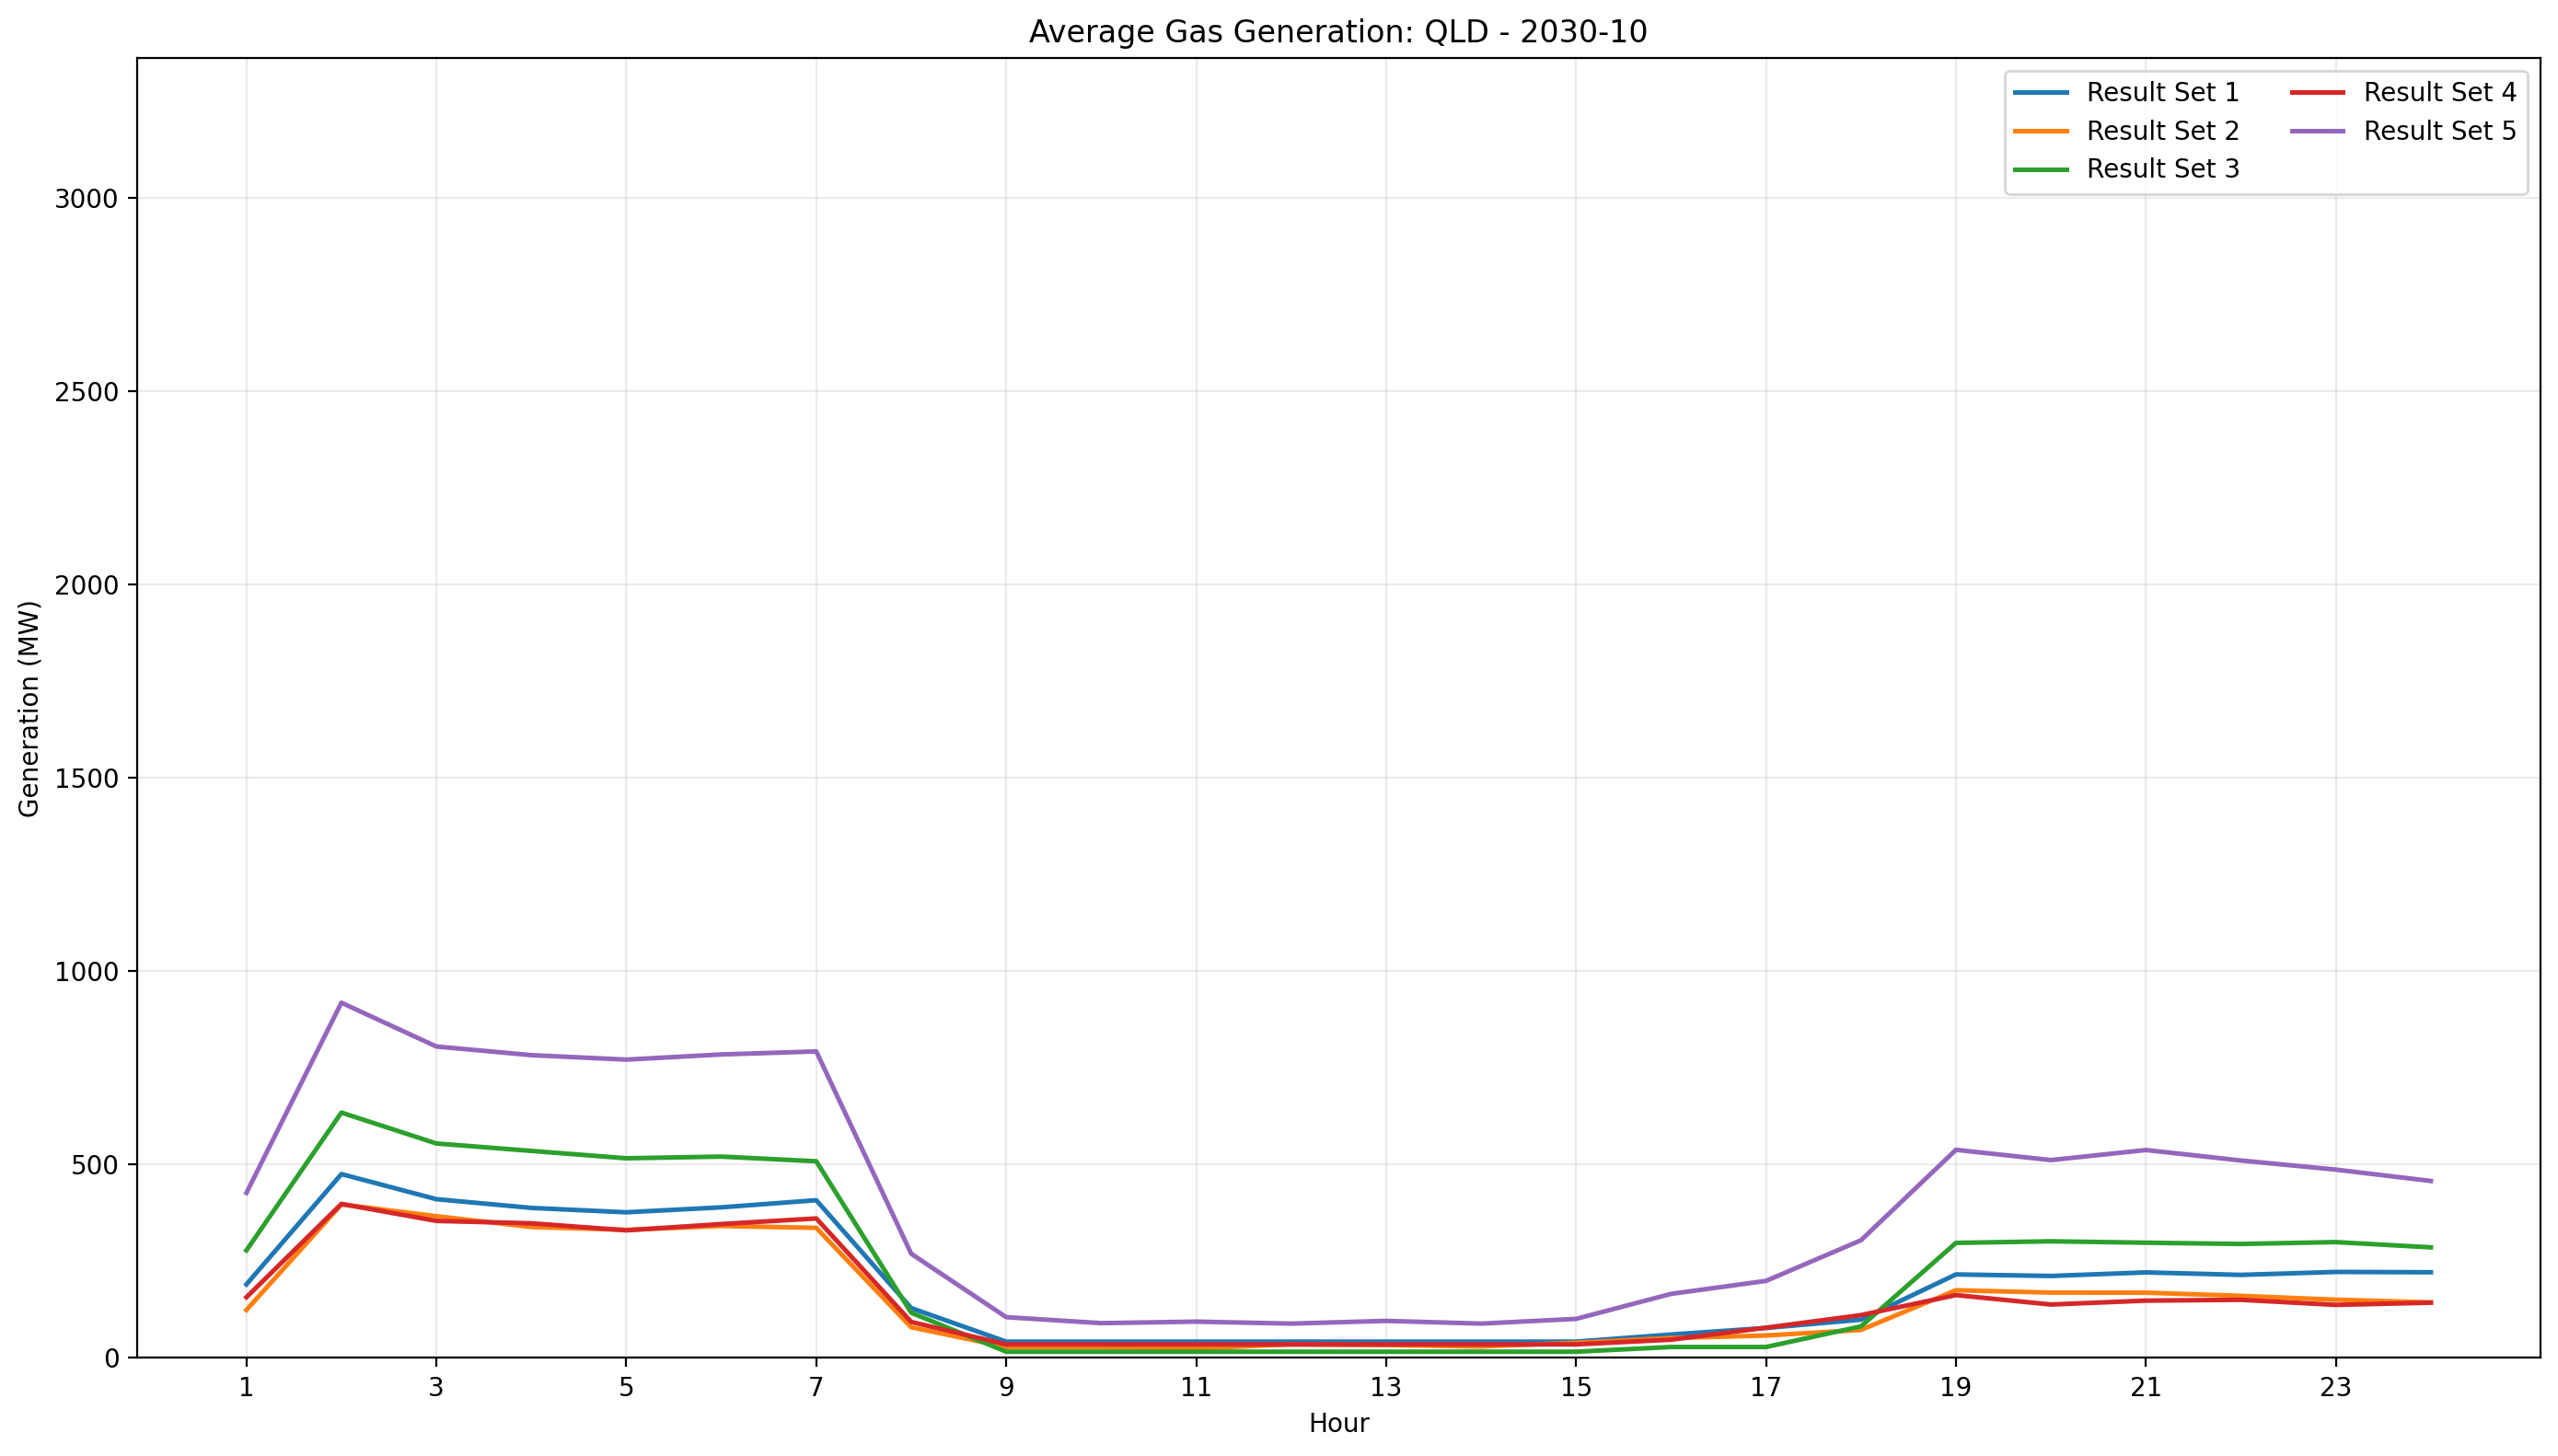 Average Gas Generation: QLD - 2030-10
Result Set 1
Result Set 2
Result Set 3
Result Set 4
Result Set 5
Generation (MW)
3000
2500
2000
1500
1000
500
0
1 3 5 7 9 11 13 15 17 19 21 23
Hour